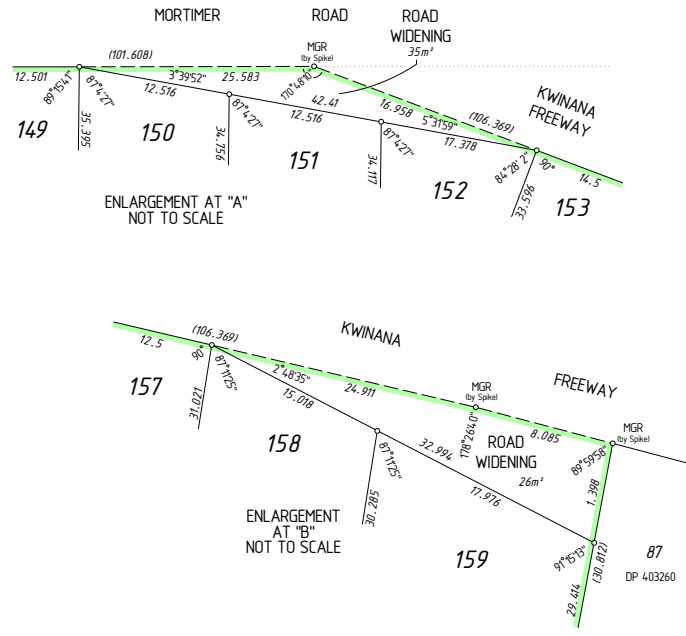 MORTIMER ROAD ROAD
WIDENING
35m²
(101.608)
MGR
(by Spike)
12.501
89°15'41"
87°4'27"
3°39'52"
25.583
170°48'10"
12.516
87°4'27"
42.41
16.958
5°31'59"
(106.369)
KWINANA
FREEWAY
149
35.395
150
34.756
12.516
151
34.117
87°4'27"
17.378
152
84°28'2"
90°
33.596
14.5
153
ENLARGEMENT AT "A"
NOT TO SCALE
(106.369)
KWINANA
12.5
90°
87°11'25"
2°48'35"
24.911
FREEWAY
MGR
(by Spike)
157
31.021
15.018
178°26'40"
8.085
MGR
(by Spike)
158
87°11'25"
32.994
ROAD
WIDENING
26m²
89°59'58"
1.398
30.285
17.976
ENLARGEMENT
AT "B"
NOT TO SCALE
159
91°15'13"
(30.812)
29.414
87
DP 403260